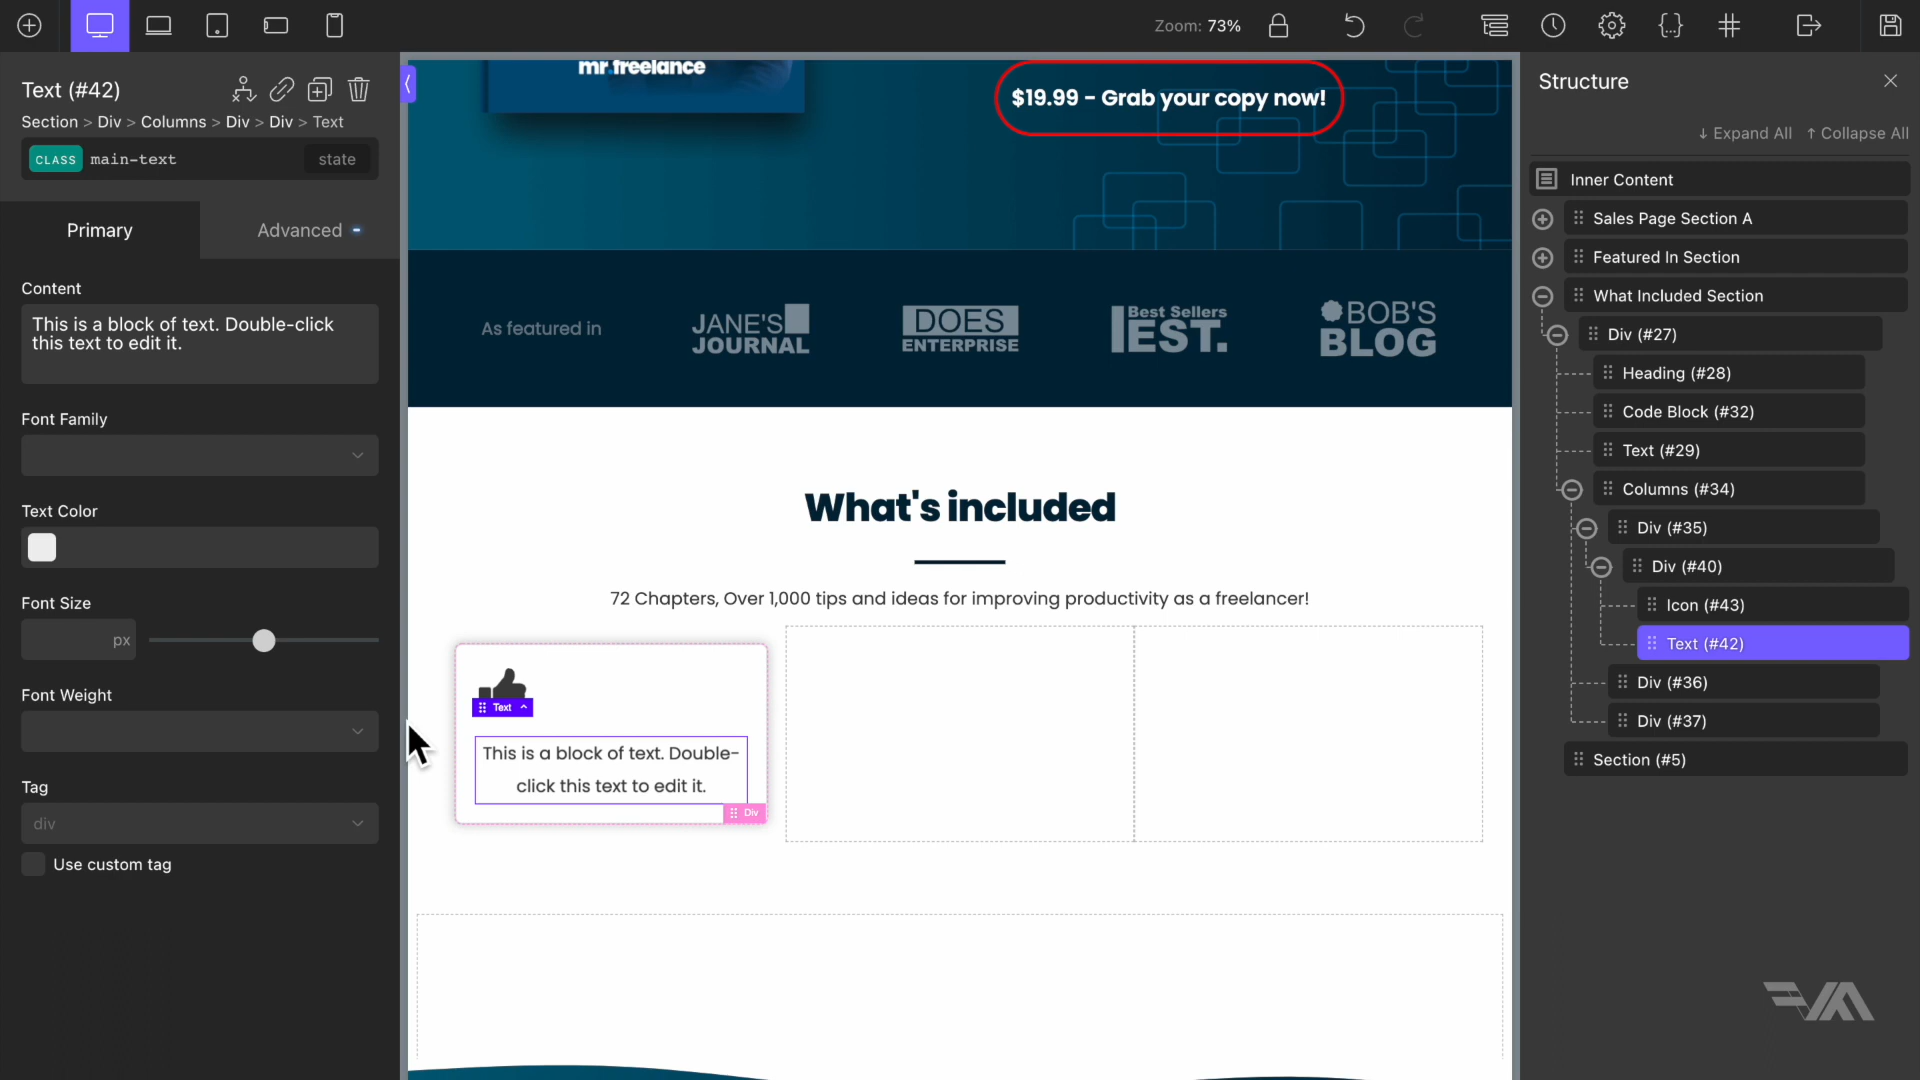 Zoom: 73%
Text (#42)
Section > Div > Columns > Div > Div > Text
CLASS main-text state
Primary
Advanced
Content
This is a block of text. Double-click
this text to edit it.
Font Family
Text Color
Font Size
px
Font Weight
Tag
div
Use custom tag
mr.freelance
$19.99 - Grab your copy now!
As featured in
JANE'S
JOURNAL
DOES
ENTERPRISE
Best Sellers
EST.
BOB'S
BLOG
What's included
72 Chapters, Over 1,000 tips and ideas for improving productivity as a freelancer!
Text
This is a block of text. Double-
click this text to edit it.
Div
Structure
Expand All
Collapse All
Inner Content
Sales Page Section A
Featured In Section
What Included Section
Div (#27)
Heading (#28)
Code Block (#32)
Text (#29)
Columns (#34)
Div (#35)
Div (#40)
Icon (#43)
Text (#42)
Div (#36)
Div (#37)
Section (#5)